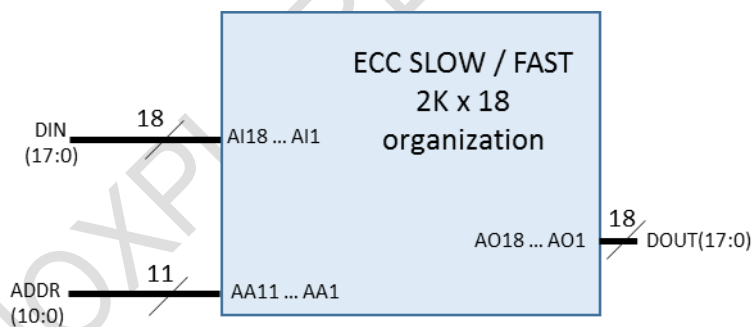 ECC SLOW / FAST
2K x 18
organization
18
DIN
(17:0)
AI18 ... AI1
18
AO18 ... AO1
DOUT(17:0)
11
ADDR
(10:0)
AA11 ... AA1